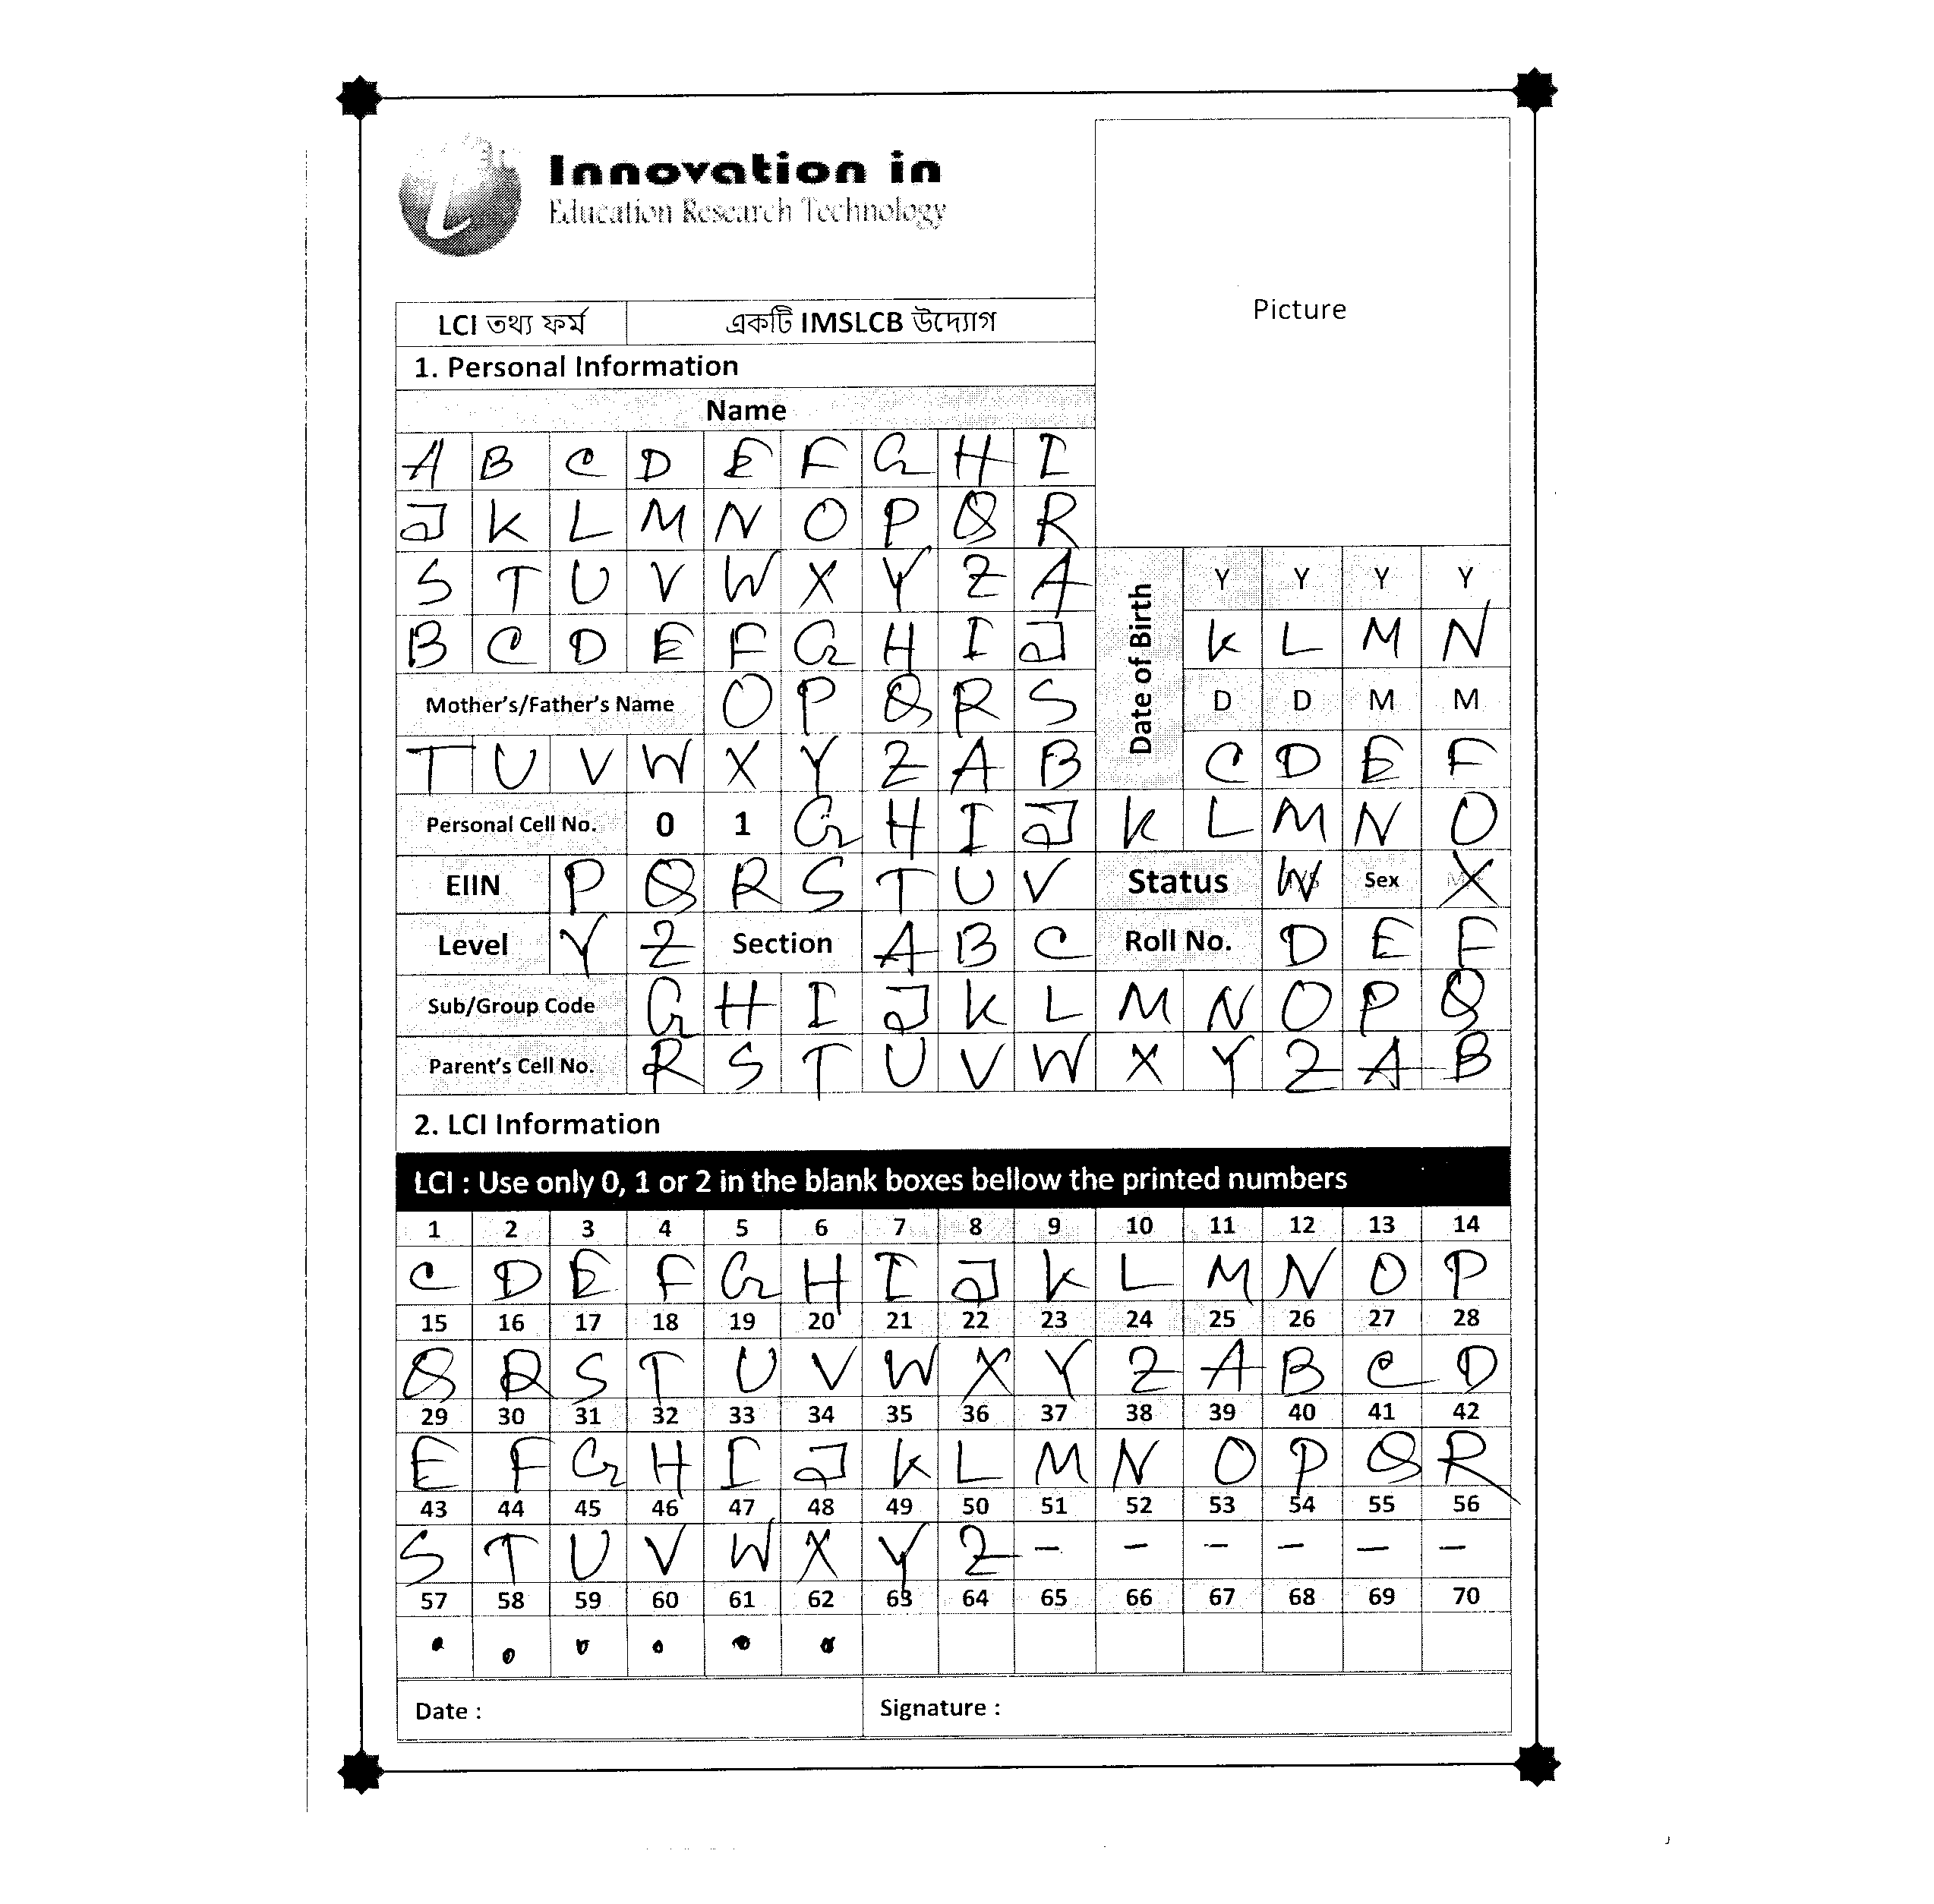 Innovation in
Education Research Technology
Picture
LCI তথ্য ফর্ম একটি IMSLCB উদ্যোগ
1. Personal Information
Name
A B C D E F G H I
J K L M N O P Q R
S T U V W X Y Z A
B C D E F G H I J
Date of Birth
Y Y Y Y
K L M N
D D M M
C D E F
Mother's/Father's Name O P Q R S
T U V W X Y Z A B
Personal Cell No. 0 1 G H I J K L M N O
EIIN P Q R S T U V Status W Sex X
Level Y Z Section A B C Roll No. D E F
Sub/Group Code G H I J K L M N O P Q
Parent's Cell No. R S T U V W X Y Z A B
2. LCI Information
LCI : Use only 0, 1 or 2 in the blank boxes bellow the printed numbers
1 2 3 4 5 6 7 8 9 10 11 12 13 14
C D E F G H I J K L M N O P
15 16 17 18 19 20 21 22 23 24 25 26 27 28
Q R S T U V W X Y Z A B C D
29 30 31 32 33 34 35 36 37 38 39 40 41 42
E F G H I J K L M N O P Q R
43 44 45 46 47 48 49 50 51 52 53 54 55 56
S T U V W X Y Z - - - - - -
57 58 59 60 61 62 63 64 65 66 67 68 69 70
Date : Signature :